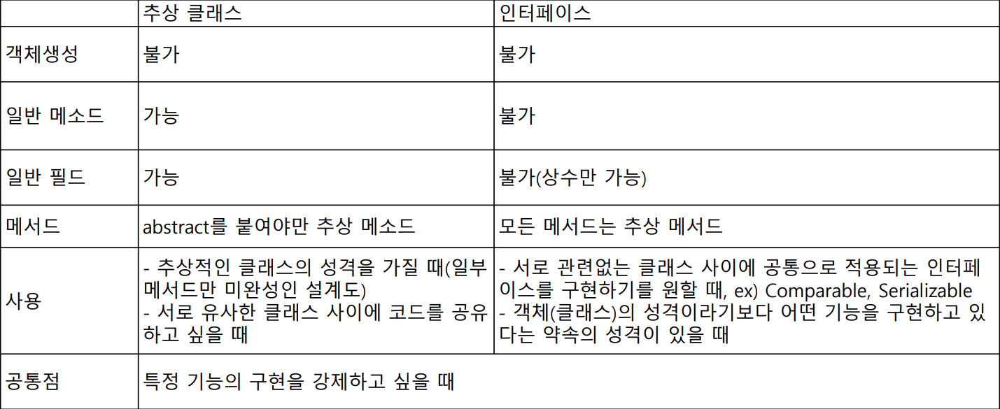 추상 클래스 인터페이스
객체생성 불가 불가
일반 메소드 가능 불가
일반 필드 가능 불가(상수만 가능)
메서드 abstract를 붙여야만 추상 메소드 모든 메서드는 추상 메서드
사용
- 추상적인 클래스의 성격을 가질 때(일부
메서드만 미완성인 설계도)
- 서로 유사한 클래스 사이에 코드를 공유
하고 싶을 때
- 서로 관련없는 클래스 사이에 공통으로 적용되는 인터페
이스를 구현하기를 원할 때, ex) Comparable, Serializable
- 객체(클래스)의 성격이라기보다 어떤 기능을 구현하고 있
다는 약속의 성격이 있을 때
공통점 특정 기능의 구현을 강제하고 싶을 때